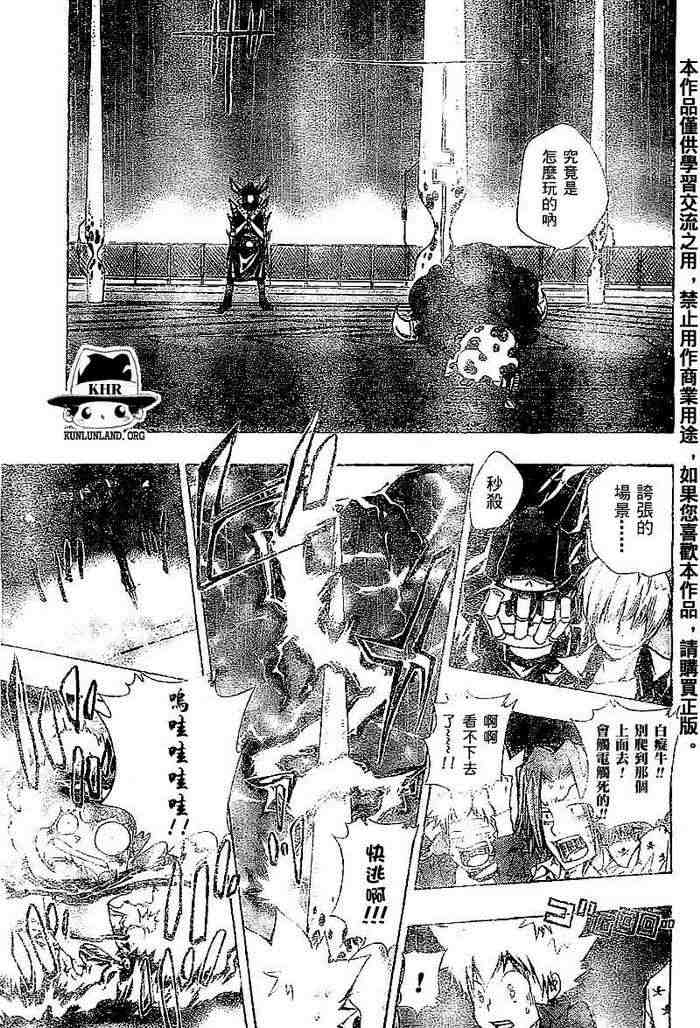 究竟是
怎麼玩的吶
KHR
KUNLUNLAND.ORG
誇張的
場景……
秒殺
白癡牛!!
別爬到那個
上面去!
會觸電觸死的!!
啊啊
看不下去
了~~!!
快逃啊!!!
嗚哇哇哇哇!!
!
本作品僅供學習交流之用，禁止用作商業用途，如果您喜歡本作品，請購買正版。